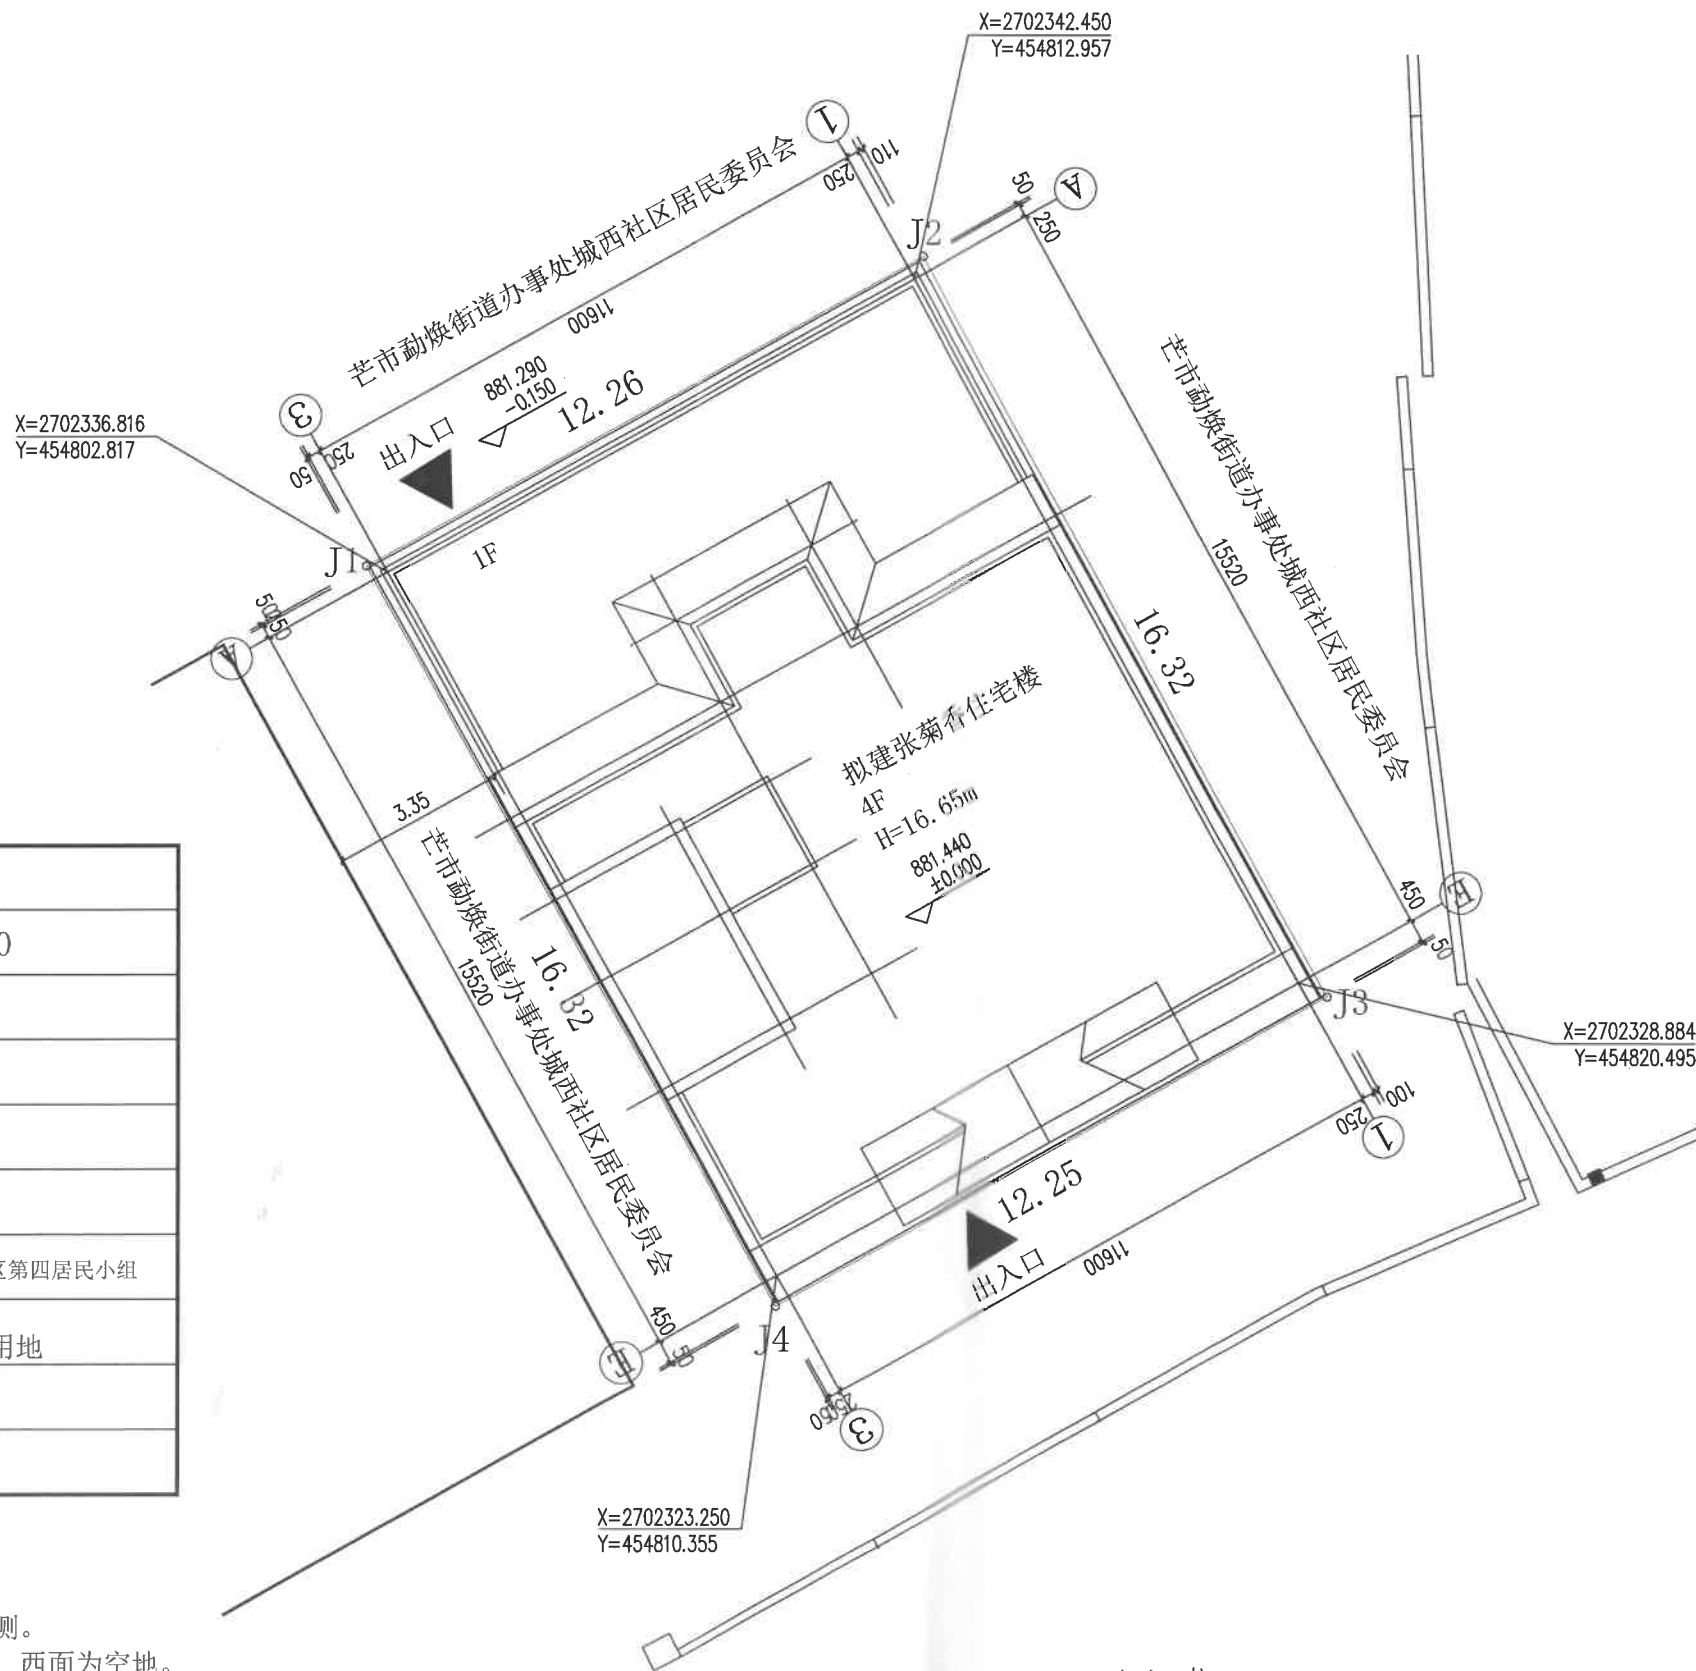 X=2702342.450
Y=454812.957
1
110
250
A
50
250
J2
芒市勐焕街道办事处城西社区居民委员会
11600
881.290
-0.150
12.26
出入口
3
250
50
X=2702336.816
Y=454802.817
J1
1F
芒市勐焕街道办事处城西社区居民委员会
15520
16.32
50
A
拟建张菊香住宅楼
4F
H=16.65m
881.440
±0.000
3.35
芒市勐焕街道办事处城西社区居民委员会
15520
16.32
450
E
50
J3
X=2702328.884
Y=454820.495
100
250
1
12.25
出入口
11600
0
区第四居民小组
用地
450
E
50
J4
250
50
3
X=2702323.250
Y=454810.355
测。
西面为空地。